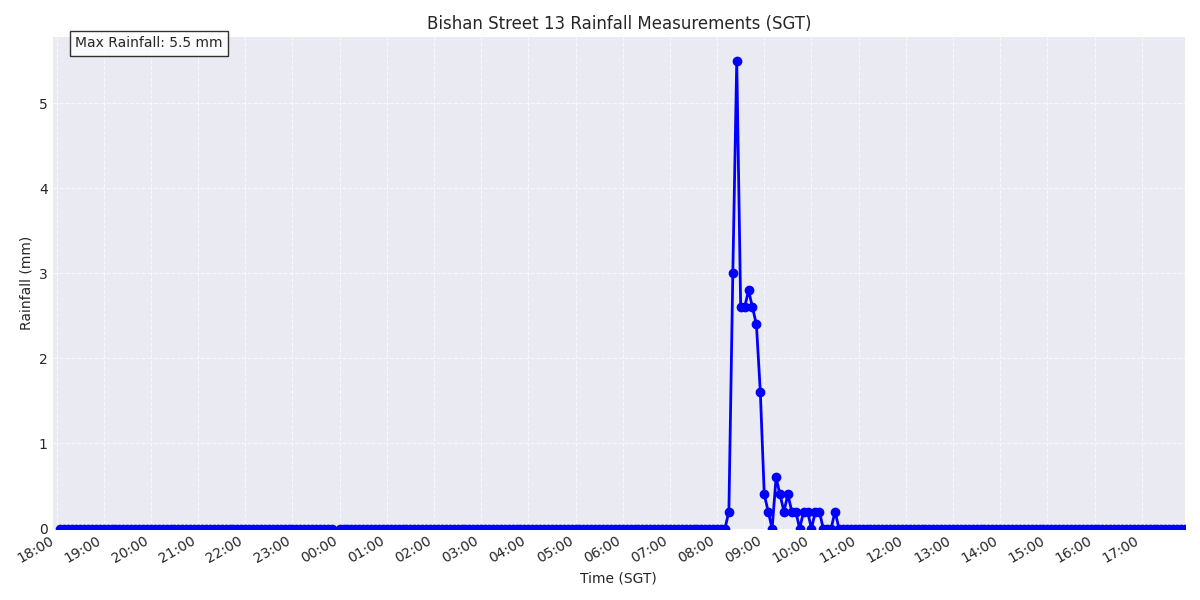 Bishan Street 13 Rainfall Measurements (SGT)
Max Rainfall: 5.5 mm
Rainfall (mm)
5
4
3
2
1
0
18:00 19:00 20:00 21:00 22:00 23:00 00:00 01:00 02:00 03:00 04:00 05:00 06:00 07:00 08:00 09:00 10:00 11:00 12:00 13:00 14:00 15:00 16:00 17:00
Time (SGT)